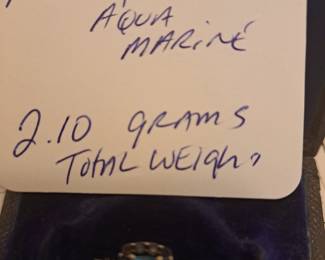 AQUA
MARINE
2.10 GRAMS
TOTAL WEIGH